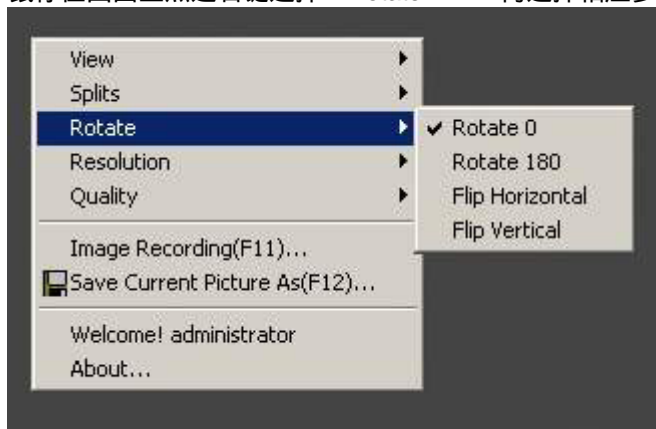 View
Splits
Rotate
Resolution
Quality
Image Recording(F11)...
Save Current Picture As(F12)...
Welcome! administrator
About...
Rotate 0
Rotate 180
Flip Horizontal
Flip Vertical